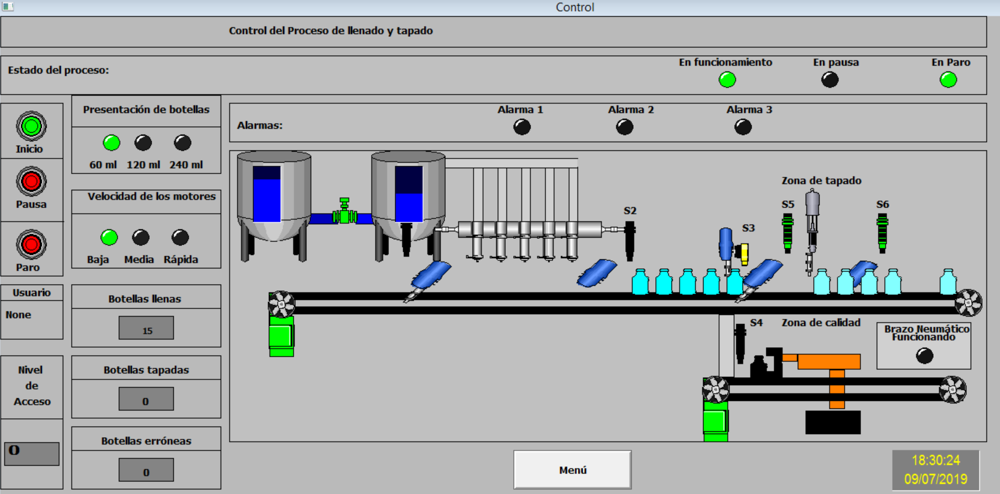 Control
Control del Proceso de llenado y tapado
Estado del proceso:
En funcionamiento
En pausa
En Paro
Inicio
Pausa
Paro
Presentación de botellas
60 ml 120 ml 240 ml
Velocidad de los motores
Baja Media Rápida
Alarmas:
Alarma 1
Alarma 2
Alarma 3
Zona de tapado
S2
S3
S5
S6
S4
Zona de calidad
Brazo Neumático
Funcionando
Usuario
None
Nivel
de
Acceso
0
Botellas llenas
15
Botellas tapadas
0
Botellas erróneas
0
Menú
18:30:24
09/07/2019